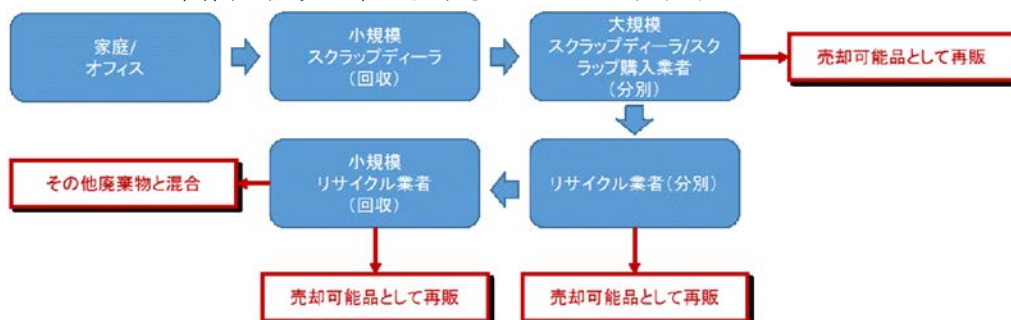 家庭/
オフィス
小規模
スクラップディーラ
(回収)
大規模
スクラップディーラ/スク
ラップ購入業者
(分別)
売却可能品として再販
その他廃棄物と混合
小規模
リサイクル業者
(回収)
リサイクル業者(分別)
売却可能品として再販
売却可能品として再販